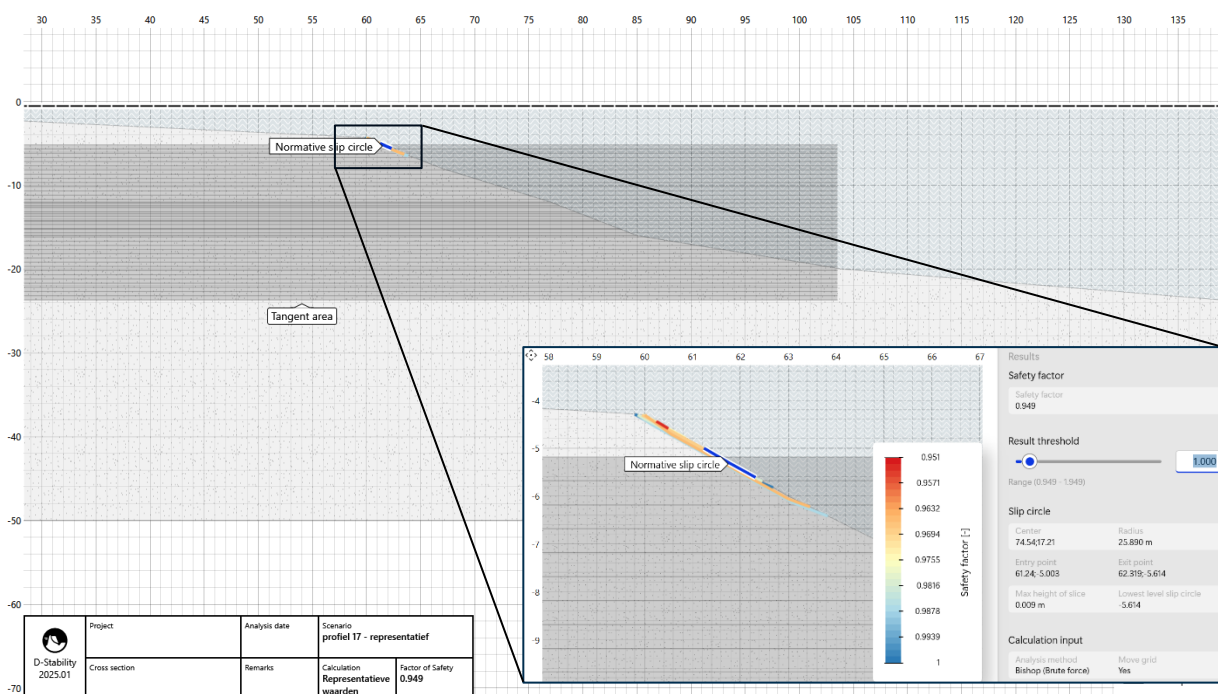 30 35 40 45 50 55 60 65 70 75 80 85 90 95 100 105 110 115 120 125 130 135
0
Normative slip circle
-10
-20
Tangent area
-30
58 59 60 61 62 63 64 65 66 67
Results
Safety factor
Safety factor
0.949
-4
-40
Result threshold
-5
Normative slip circle
0.951
1.000
0.9571
Range (0.949 - 1.949)
-6
0.9632
-50
Slip circle
0.9694
Center Radius
74.54;17.21 25.890 m
-7
0.9755
Safety factor [-]
Entry point Exit point
61.24;-5.003 62.319;-5.614
0.9816
-8
Max height of slice Lowest level slip circle
0.009 m -5.614
-60
0.9878
Project Analysis date Scenario
profiel 17 - representatief
0.9939
-9
Calculation input
D-Stability
2025.01
1
Analysis method Move grid
Bishop (Brute force) Yes
Cross section Remarks Calculation Factor of Safety
Representatieve 0.949
waarden
-70